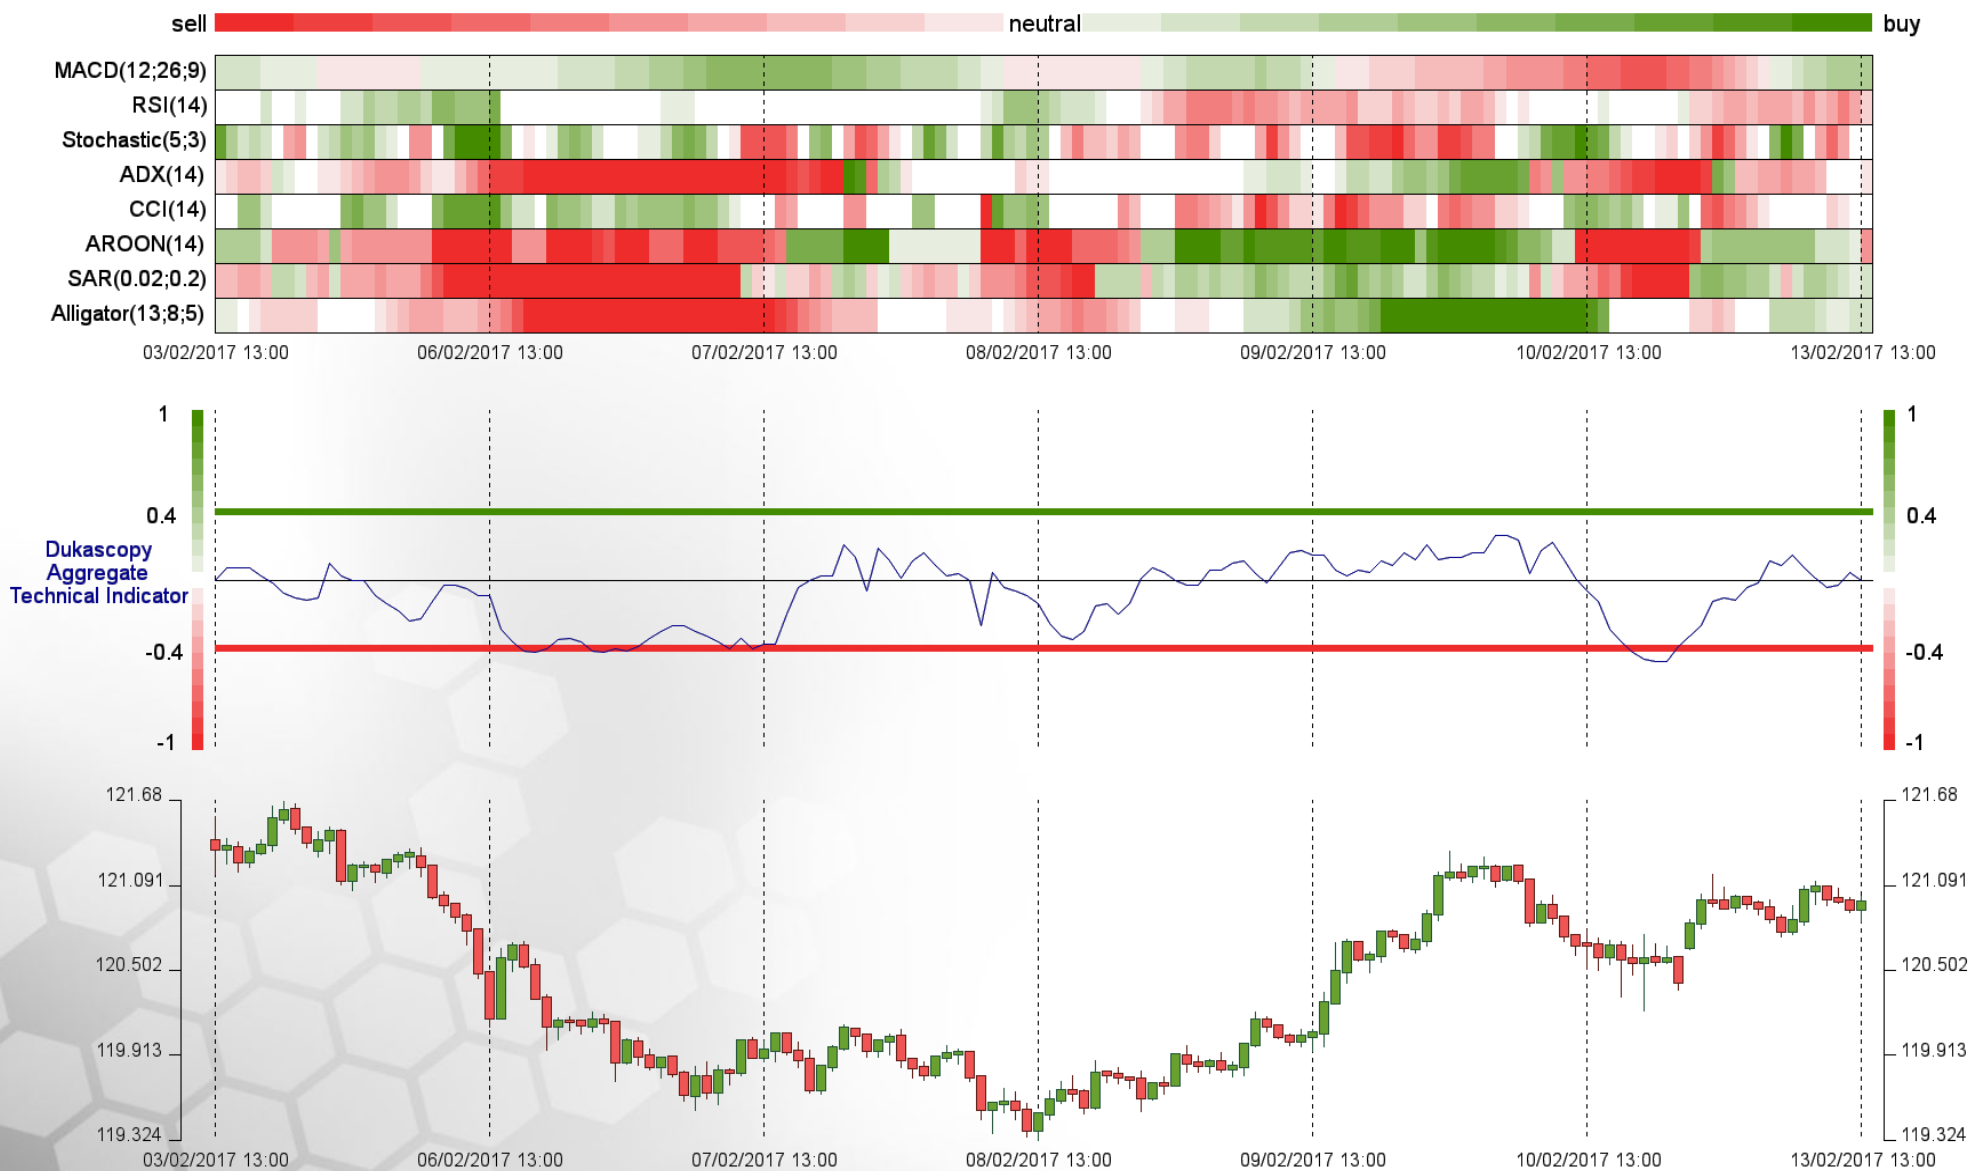 sell neutral buy
MACD(12;26;9)
RSI(14)
Stochastic(5;3)
ADX(14)
CCI(14)
AROON(14)
SAR(0.02;0.2)
Alligator(13;8;5)
03/02/2017 13:00 06/02/2017 13:00 07/02/2017 13:00 08/02/2017 13:00 09/02/2017 13:00 10/02/2017 13:00 13/02/2017 13:00
1 1
0.4 0.4
Dukascopy
Aggregate
Technical Indicator
-0.4 -0.4
-1 -1
121.68 121.68
121.091 121.091
120.502 120.502
119.913 119.913
119.324 119.324
03/02/2017 13:00 06/02/2017 13:00 07/02/2017 13:00 08/02/2017 13:00 09/02/2017 13:00 10/02/2017 13:00 13/02/2017 13:00